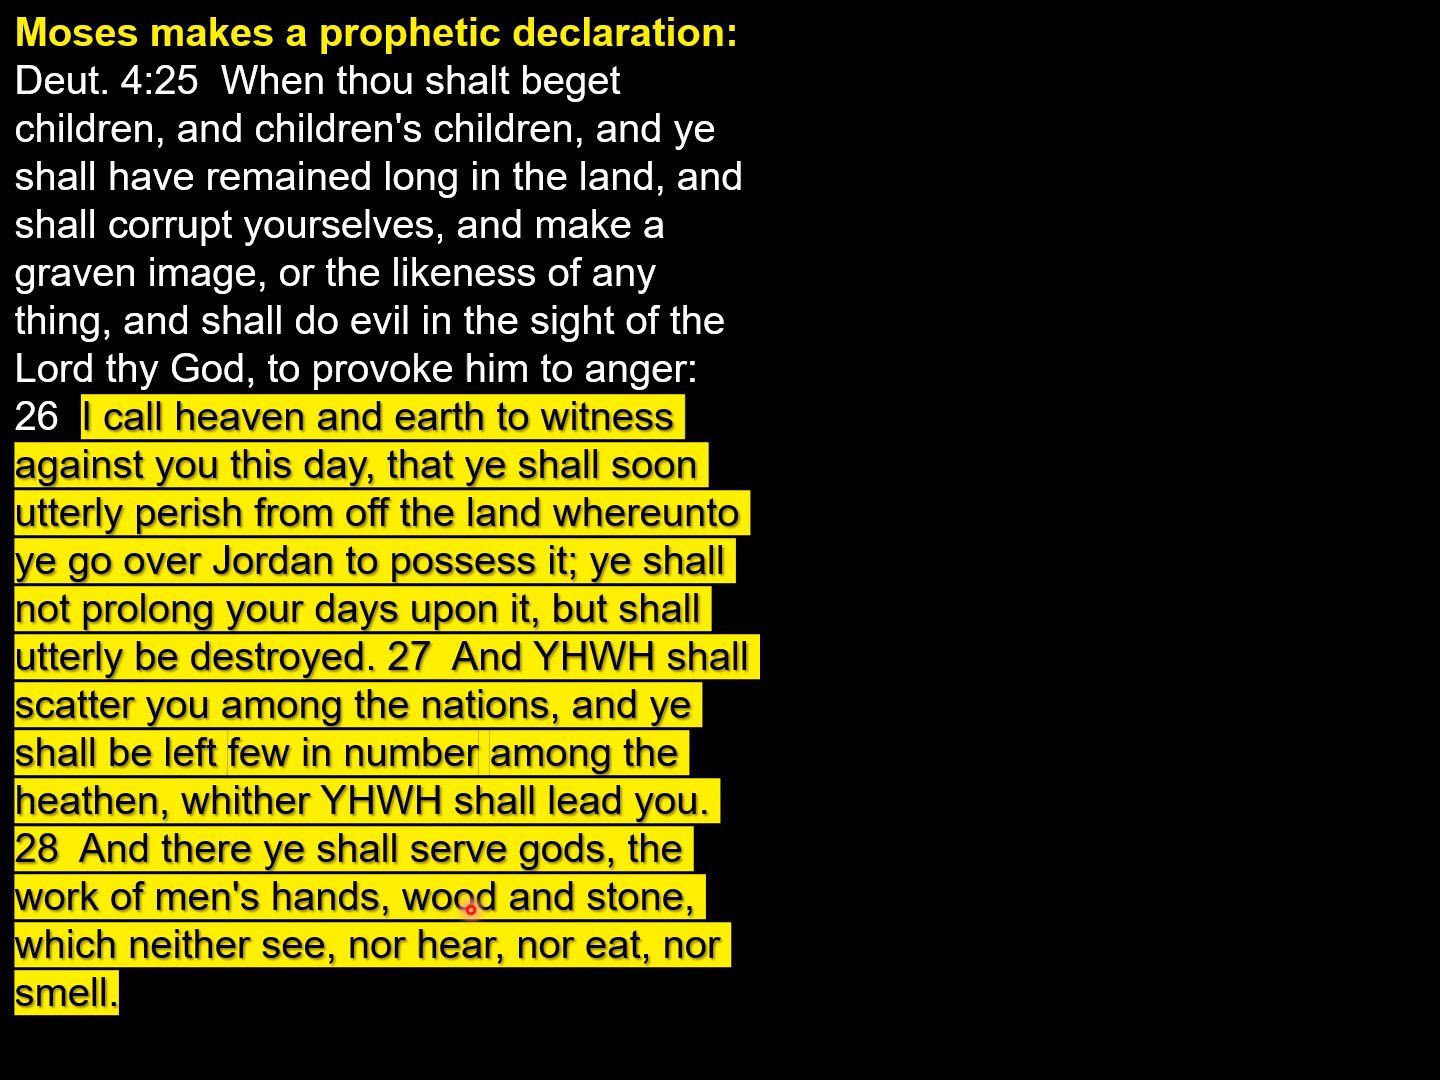 Moses makes a prophetic declaration:
Deut. 4:25  When thou shalt beget
children, and children's children, and ye
shall have remained long in the land, and
shall corrupt yourselves, and make a
graven image, or the likeness of any
thing, and shall do evil in the sight of the
Lord thy God, to provoke him to anger:
26  I call heaven and earth to witness
against you this day, that ye shall soon
utterly perish from off the land whereunto
ye go over Jordan to possess it; ye shall
not prolong your days upon it, but shall
utterly be destroyed. 27  And YHWH shall
scatter you among the nations, and ye
shall be left few in number among the
heathen, whither YHWH shall lead you.
28  And there ye shall serve gods, the
work of men's hands, wood and stone,
which neither see, nor hear, nor eat, nor
smell.